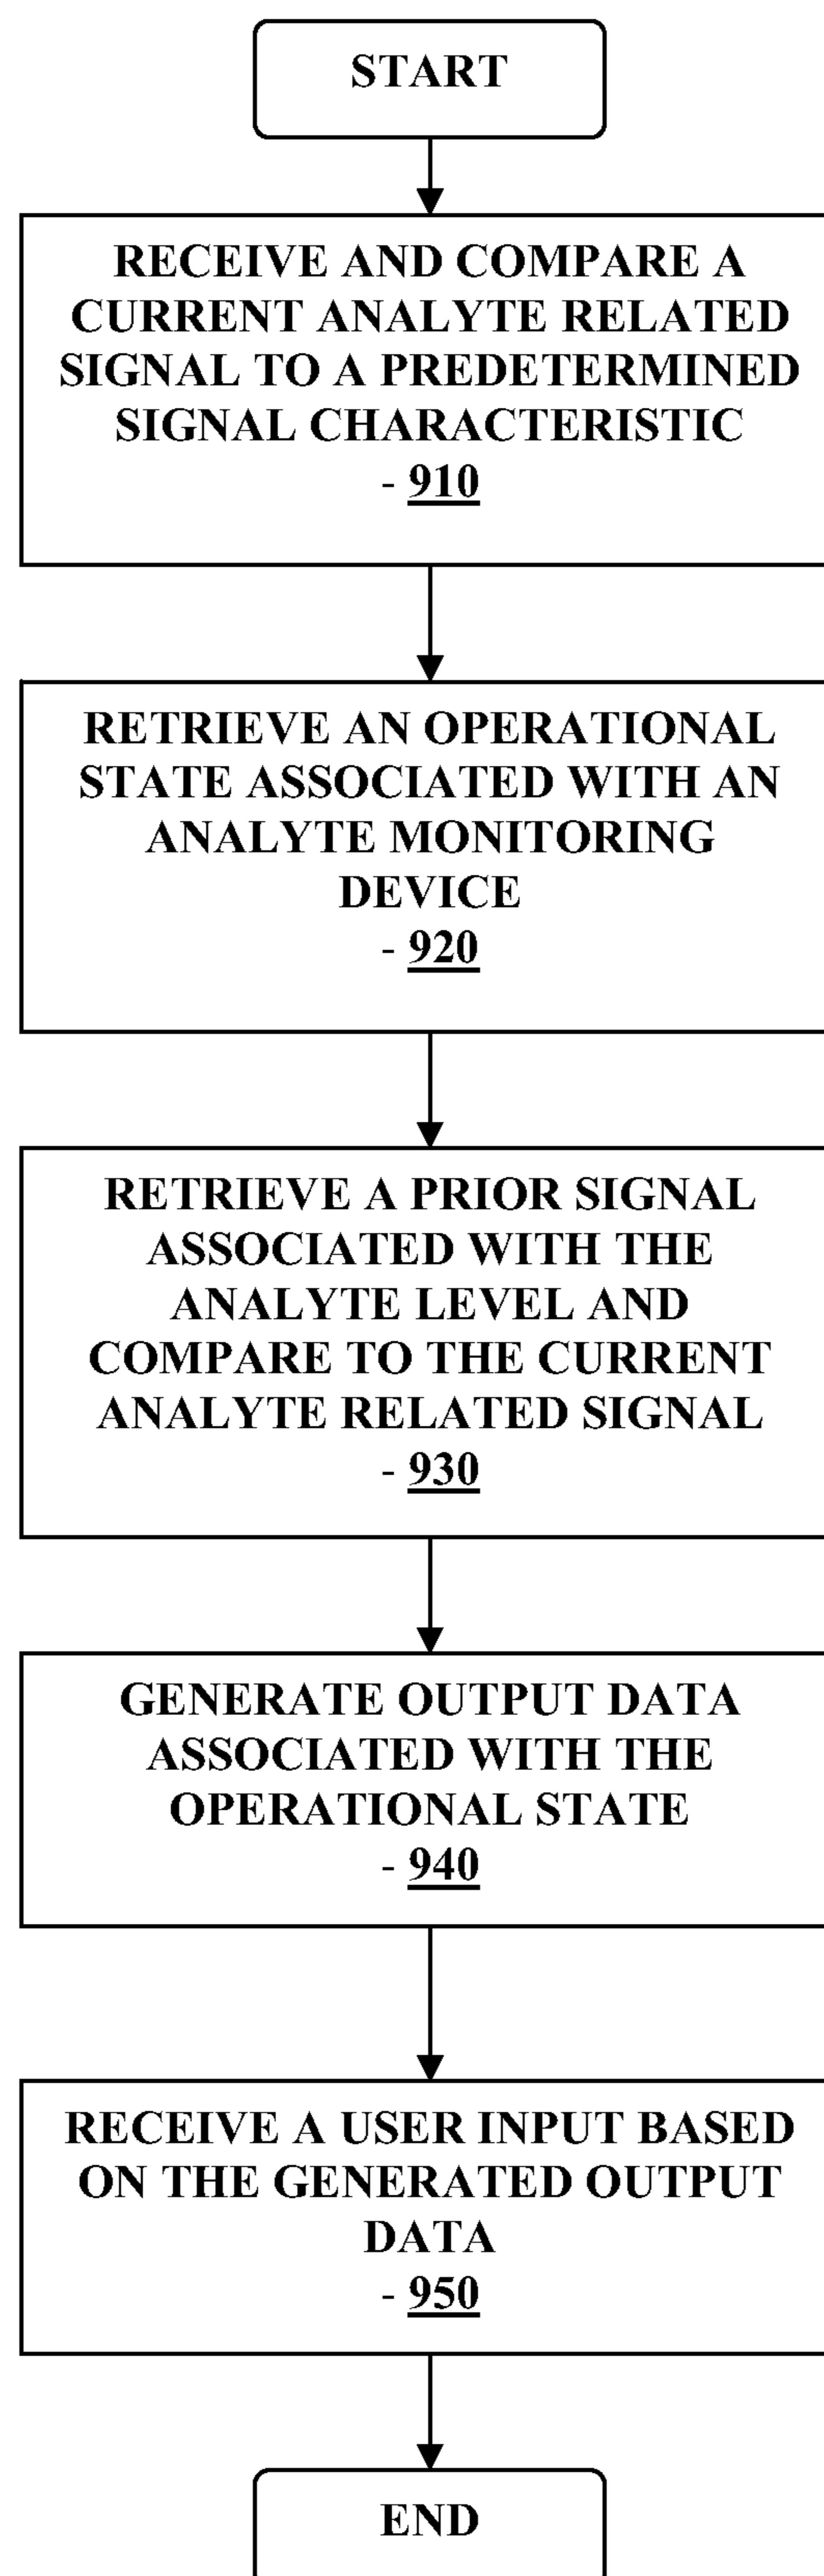 START
RECEIVE AND COMPARE A
CURRENT ANALYTE RELATED
SIGNAL TO A PREDETERMINED
SIGNAL CHARACTERISTIC
- 910
RETRIEVE AN OPERATIONAL
STATE ASSOCIATED WITH AN
ANALYTE MONITORING
DEVICE
- 920
RETRIEVE A PRIOR SIGNAL
ASSOCIATED WITH THE
ANALYTE LEVEL AND
COMPARE TO THE CURRENT
ANALYTE RELATED SIGNAL
- 930
GENERATE OUTPUT DATA
ASSOCIATED WITH THE
OPERATIONAL STATE
- 940
RECEIVE A USER INPUT BASED
ON THE GENERATED OUTPUT
DATA
- 950
END